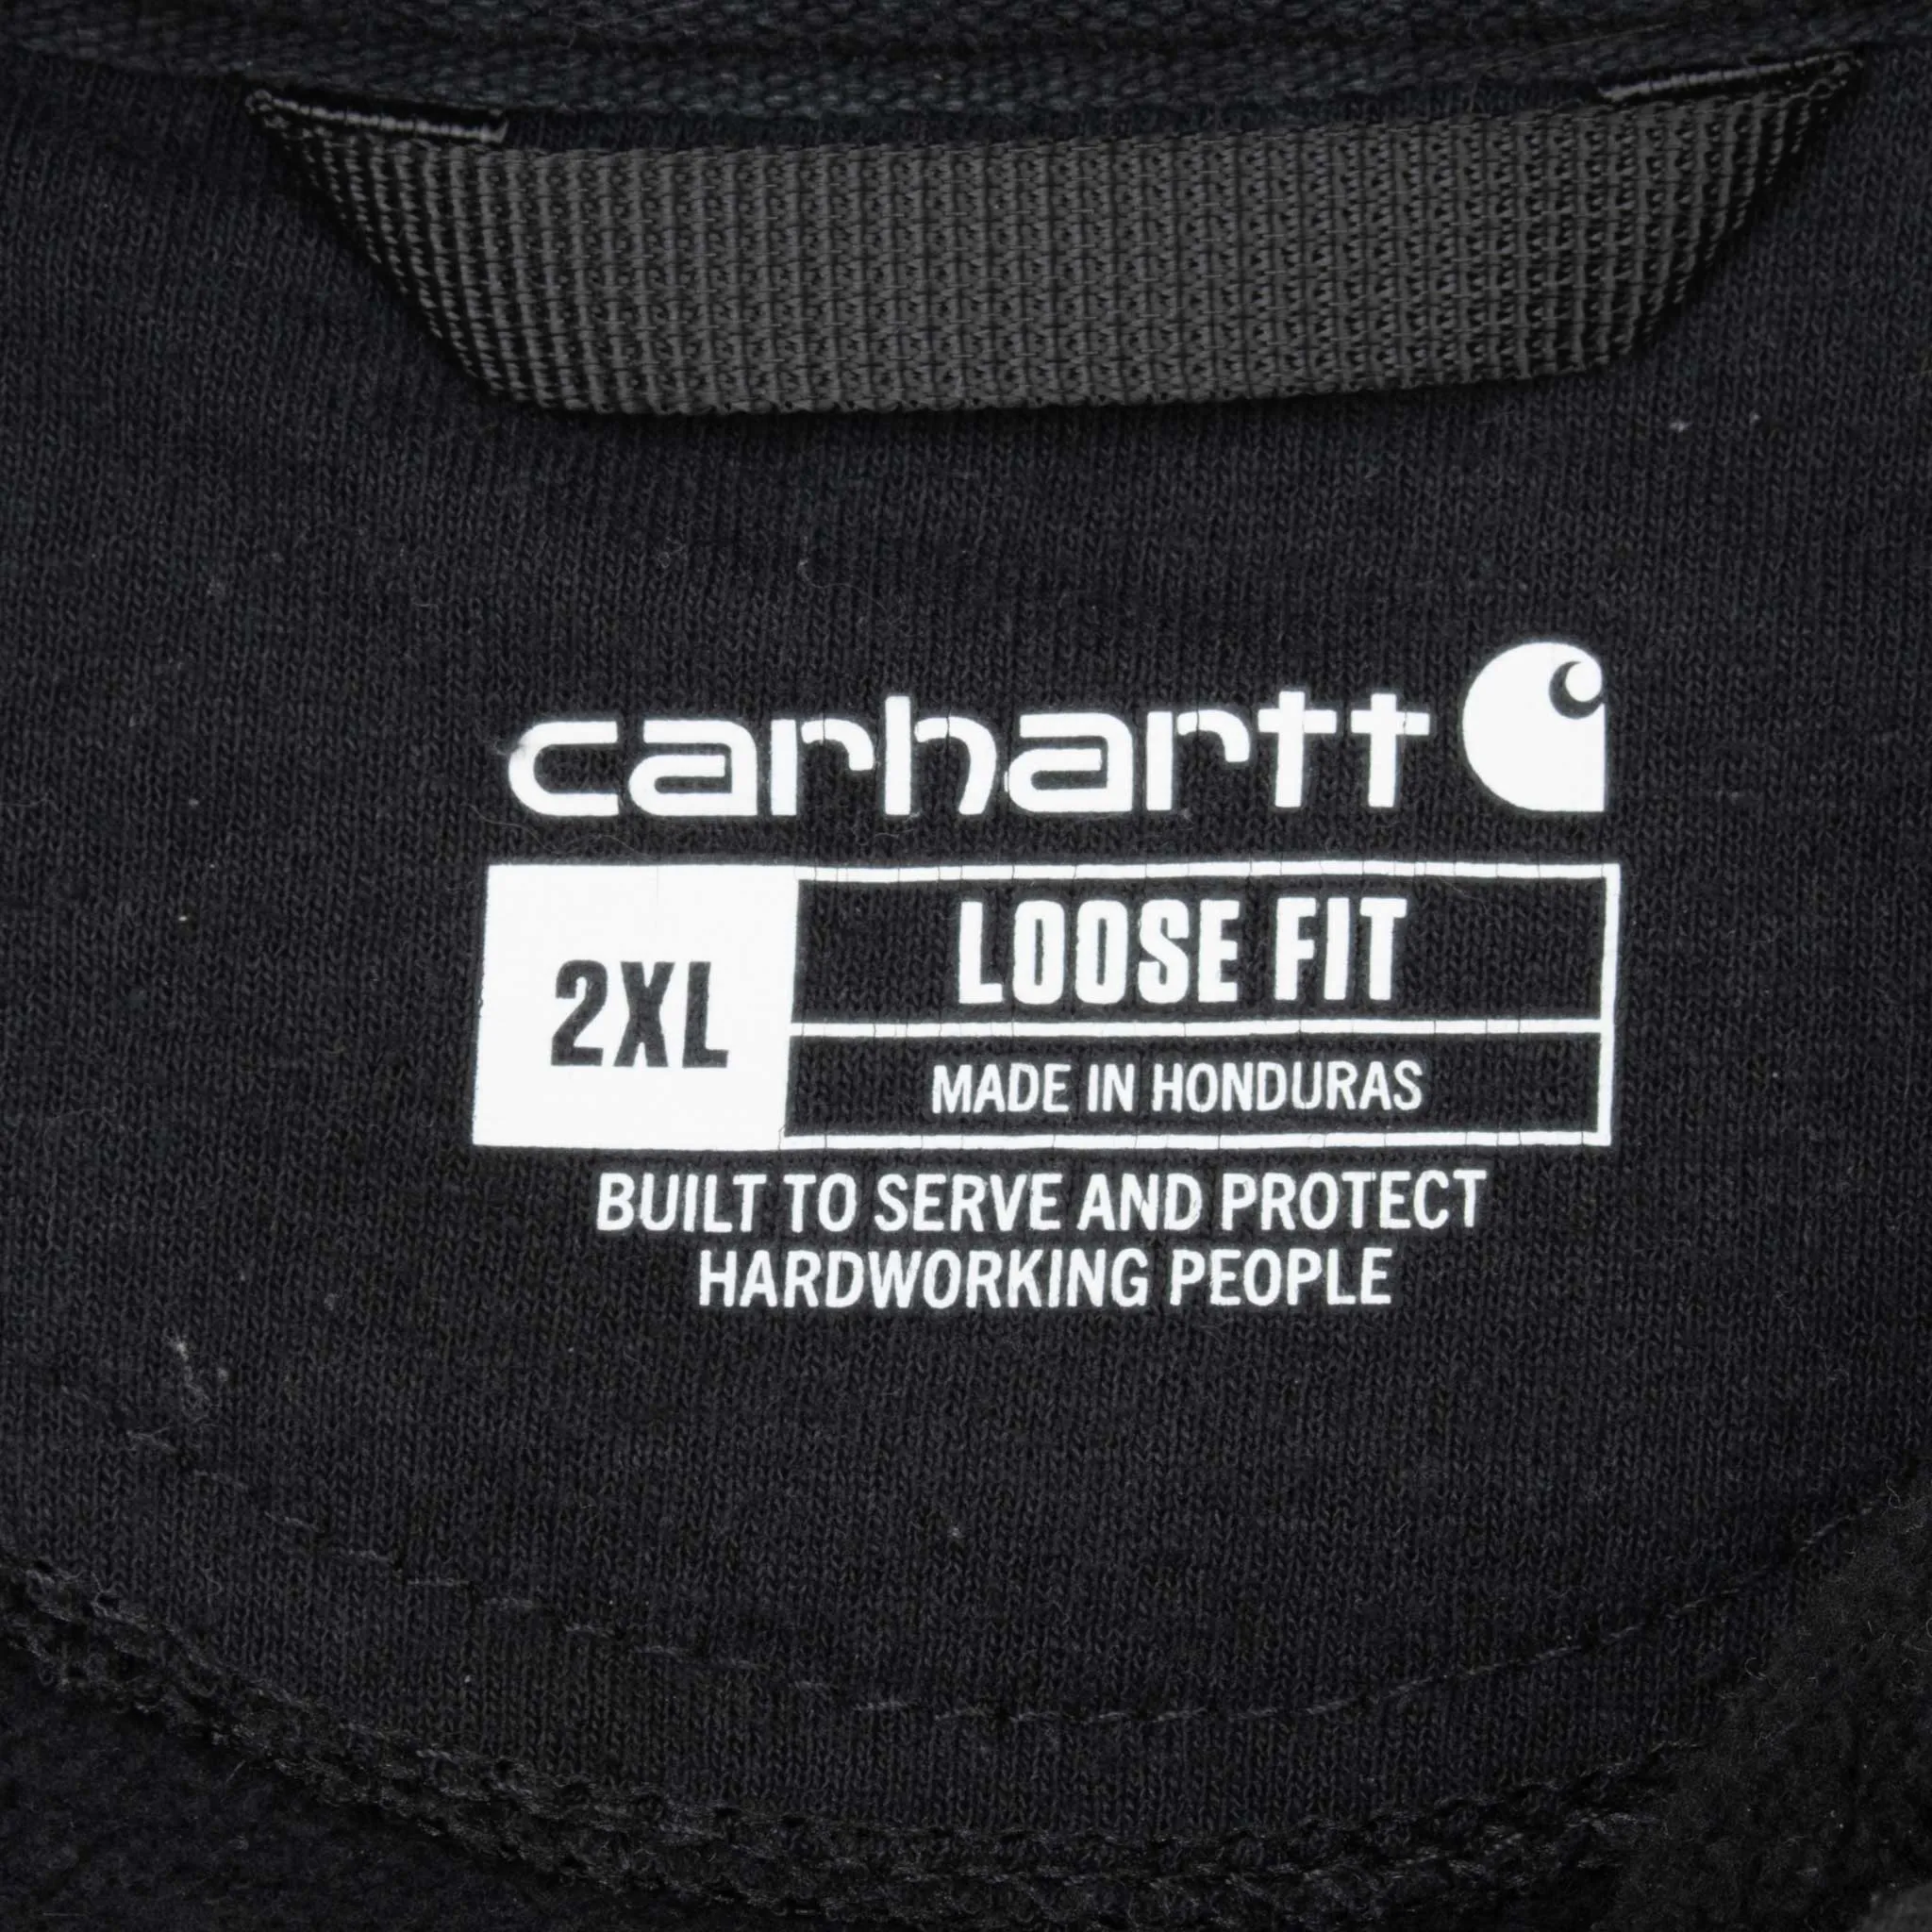 carhartt
2XL
LOOSE FIT
MADE IN HONDURAS
BUILT TO SERVE AND PROTECT
HARDWORKING PEOPLE